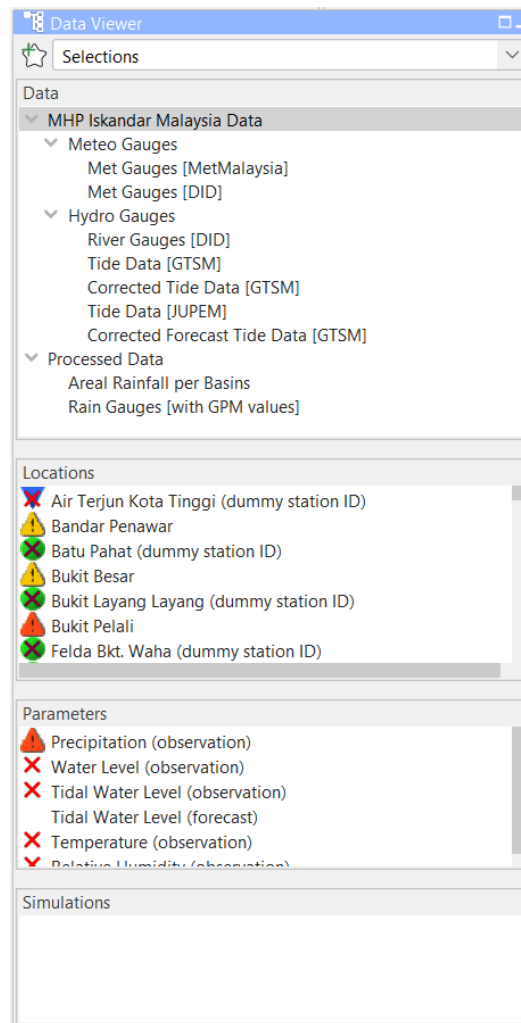 Data Viewer
Selections
Data
MHP Iskandar Malaysia Data
Meteo Gauges
Met Gauges [MetMalaysia]
Met Gauges [DID]
Hydro Gauges
River Gauges [DID]
Tide Data [GTSM]
Corrected Tide Data [GTSM]
Tide Data [JUPEM]
Corrected Forecast Tide Data [GTSM]
Processed Data
Areal Rainfall per Basins
Rain Gauges [with GPM values]
Locations
Air Terjun Kota Tinggi (dummy station ID)
Bandar Penawar
Batu Pahat (dummy station ID)
Bukit Besar
Bukit Layang Layang (dummy station ID)
Bukit Pelali
Felda Bkt. Waha (dummy station ID)
Parameters
Precipitation (observation)
Water Level (observation)
Tidal Water Level (observation)
Tidal Water Level (forecast)
Temperature (observation)
Relative Humidity (observation)
Simulations